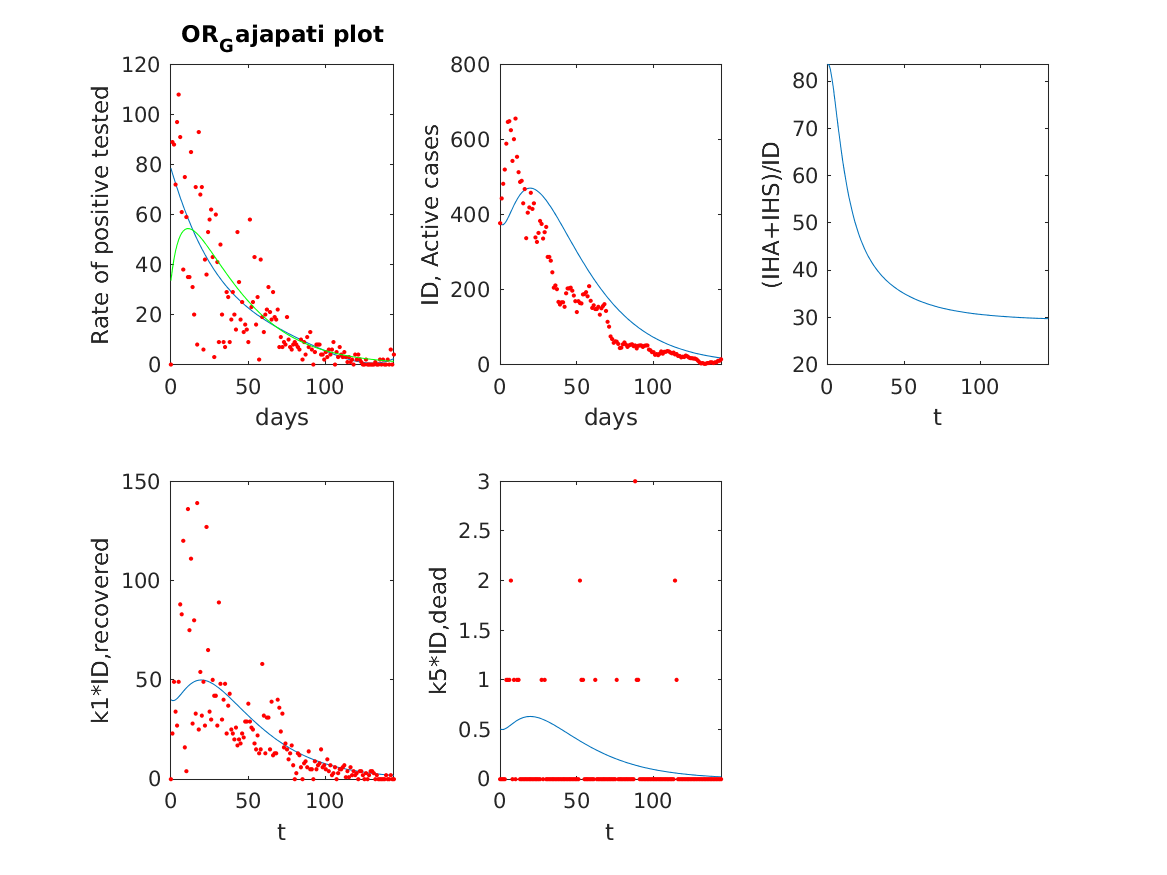 OR_Gajapati plot
Rate of positive tested
120
100
80
60
40
20
0
0 50 100
days
ID, Active cases
800
600
400
200
0
0 50 100
days
(IHA+IHS)/ID
80
70
60
50
40
30
20
0 50 100
t
k1*ID,recovered
150
100
50
0
0 50 100
t
k5*ID,dead
3
2.5
2
1.5
1
0.5
0
0 50 100
t